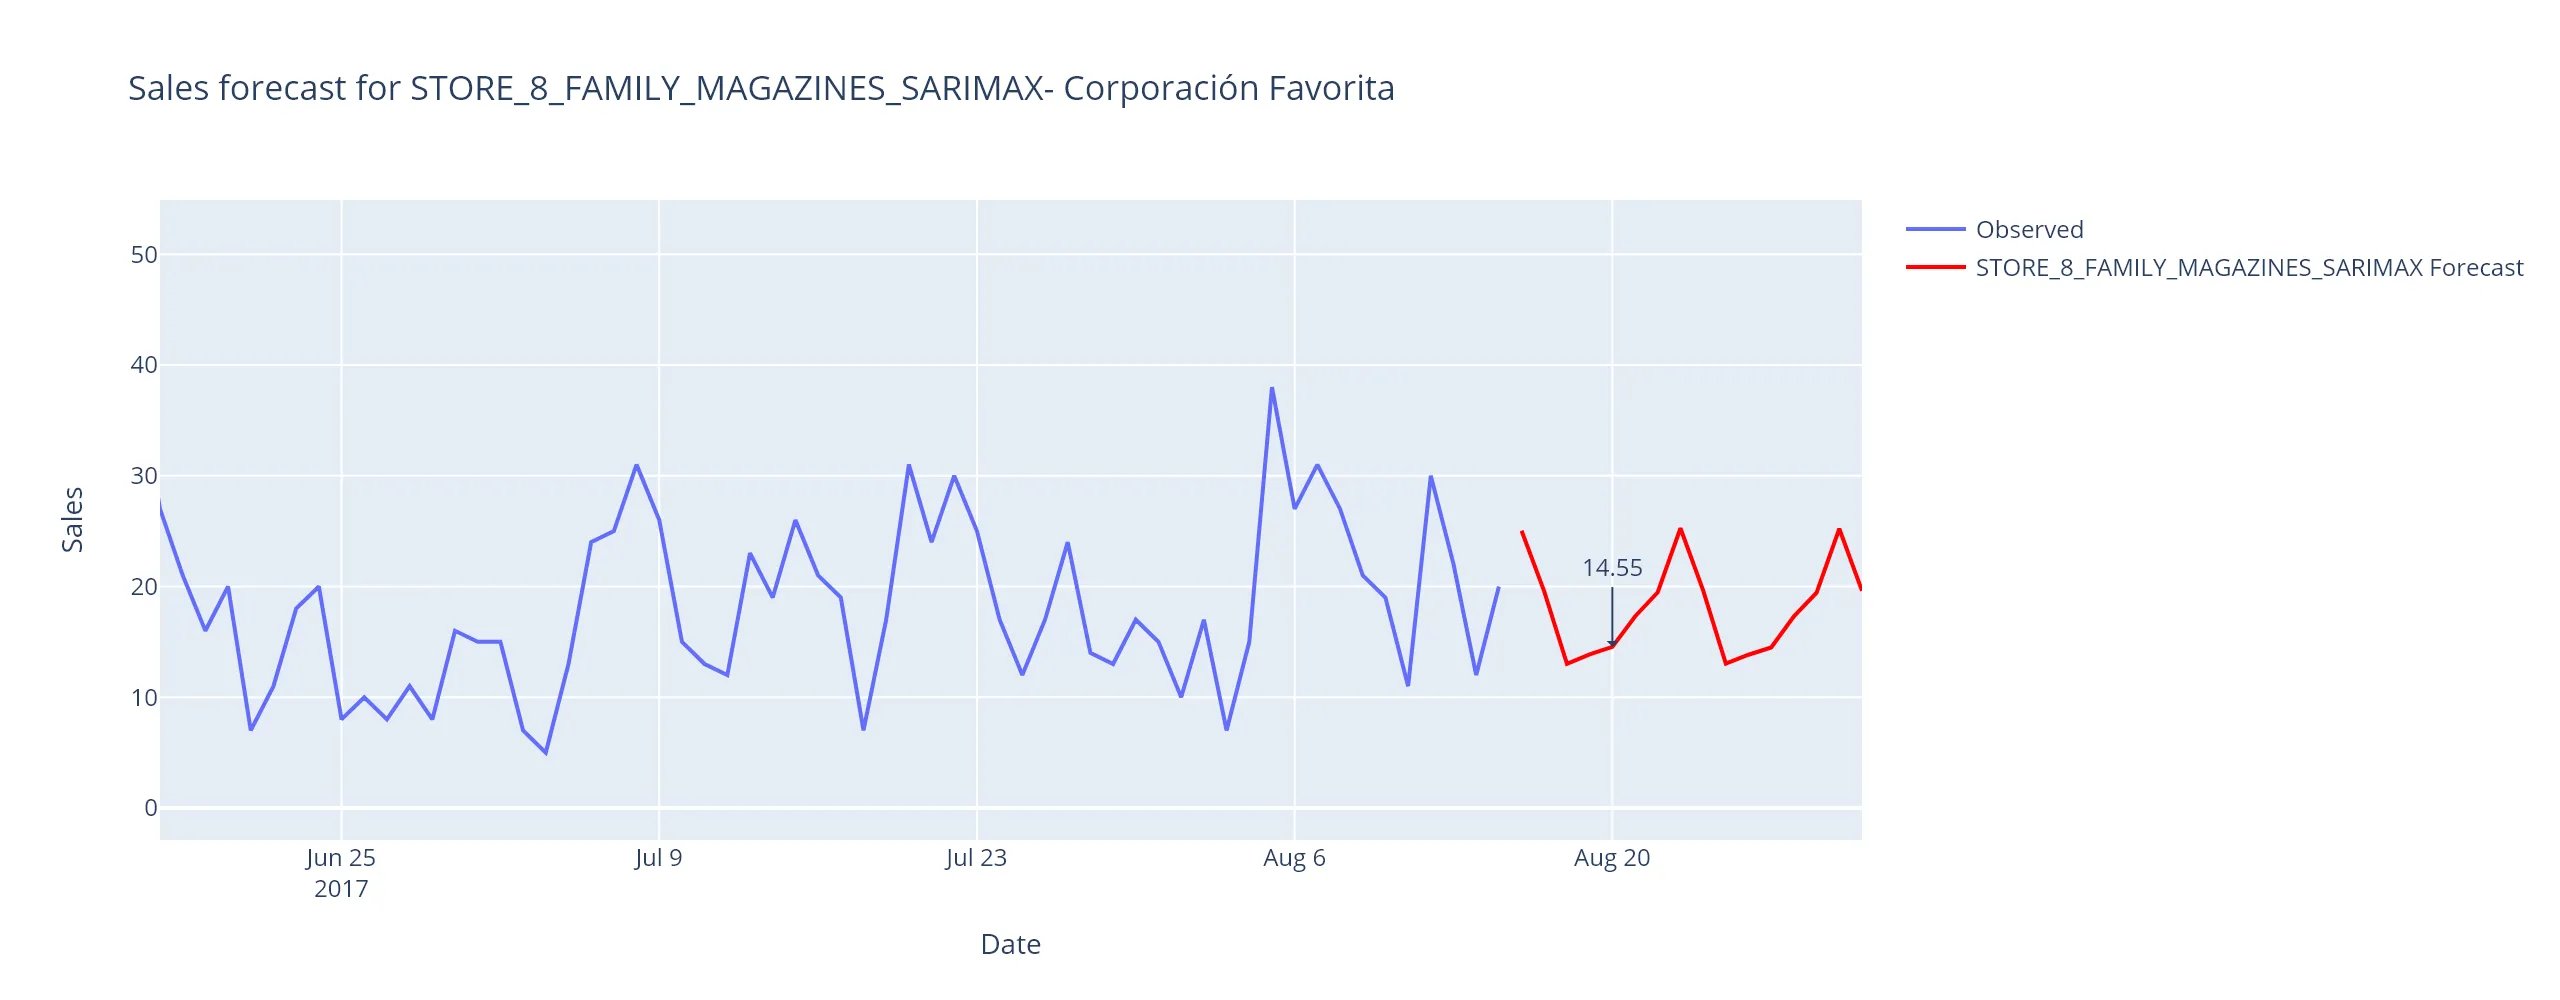 Sales forecast for STORE_8_FAMILY_MAGAZINES_SARIMAX- Corporación Favorita
Observed
STORE_8_FAMILY_MAGAZINES_SARIMAX Forecast
50
40
30
20
10
0
Sales
14.55
Jun 25
2017
Jul 9
Jul 23
Aug 6
Aug 20
Date